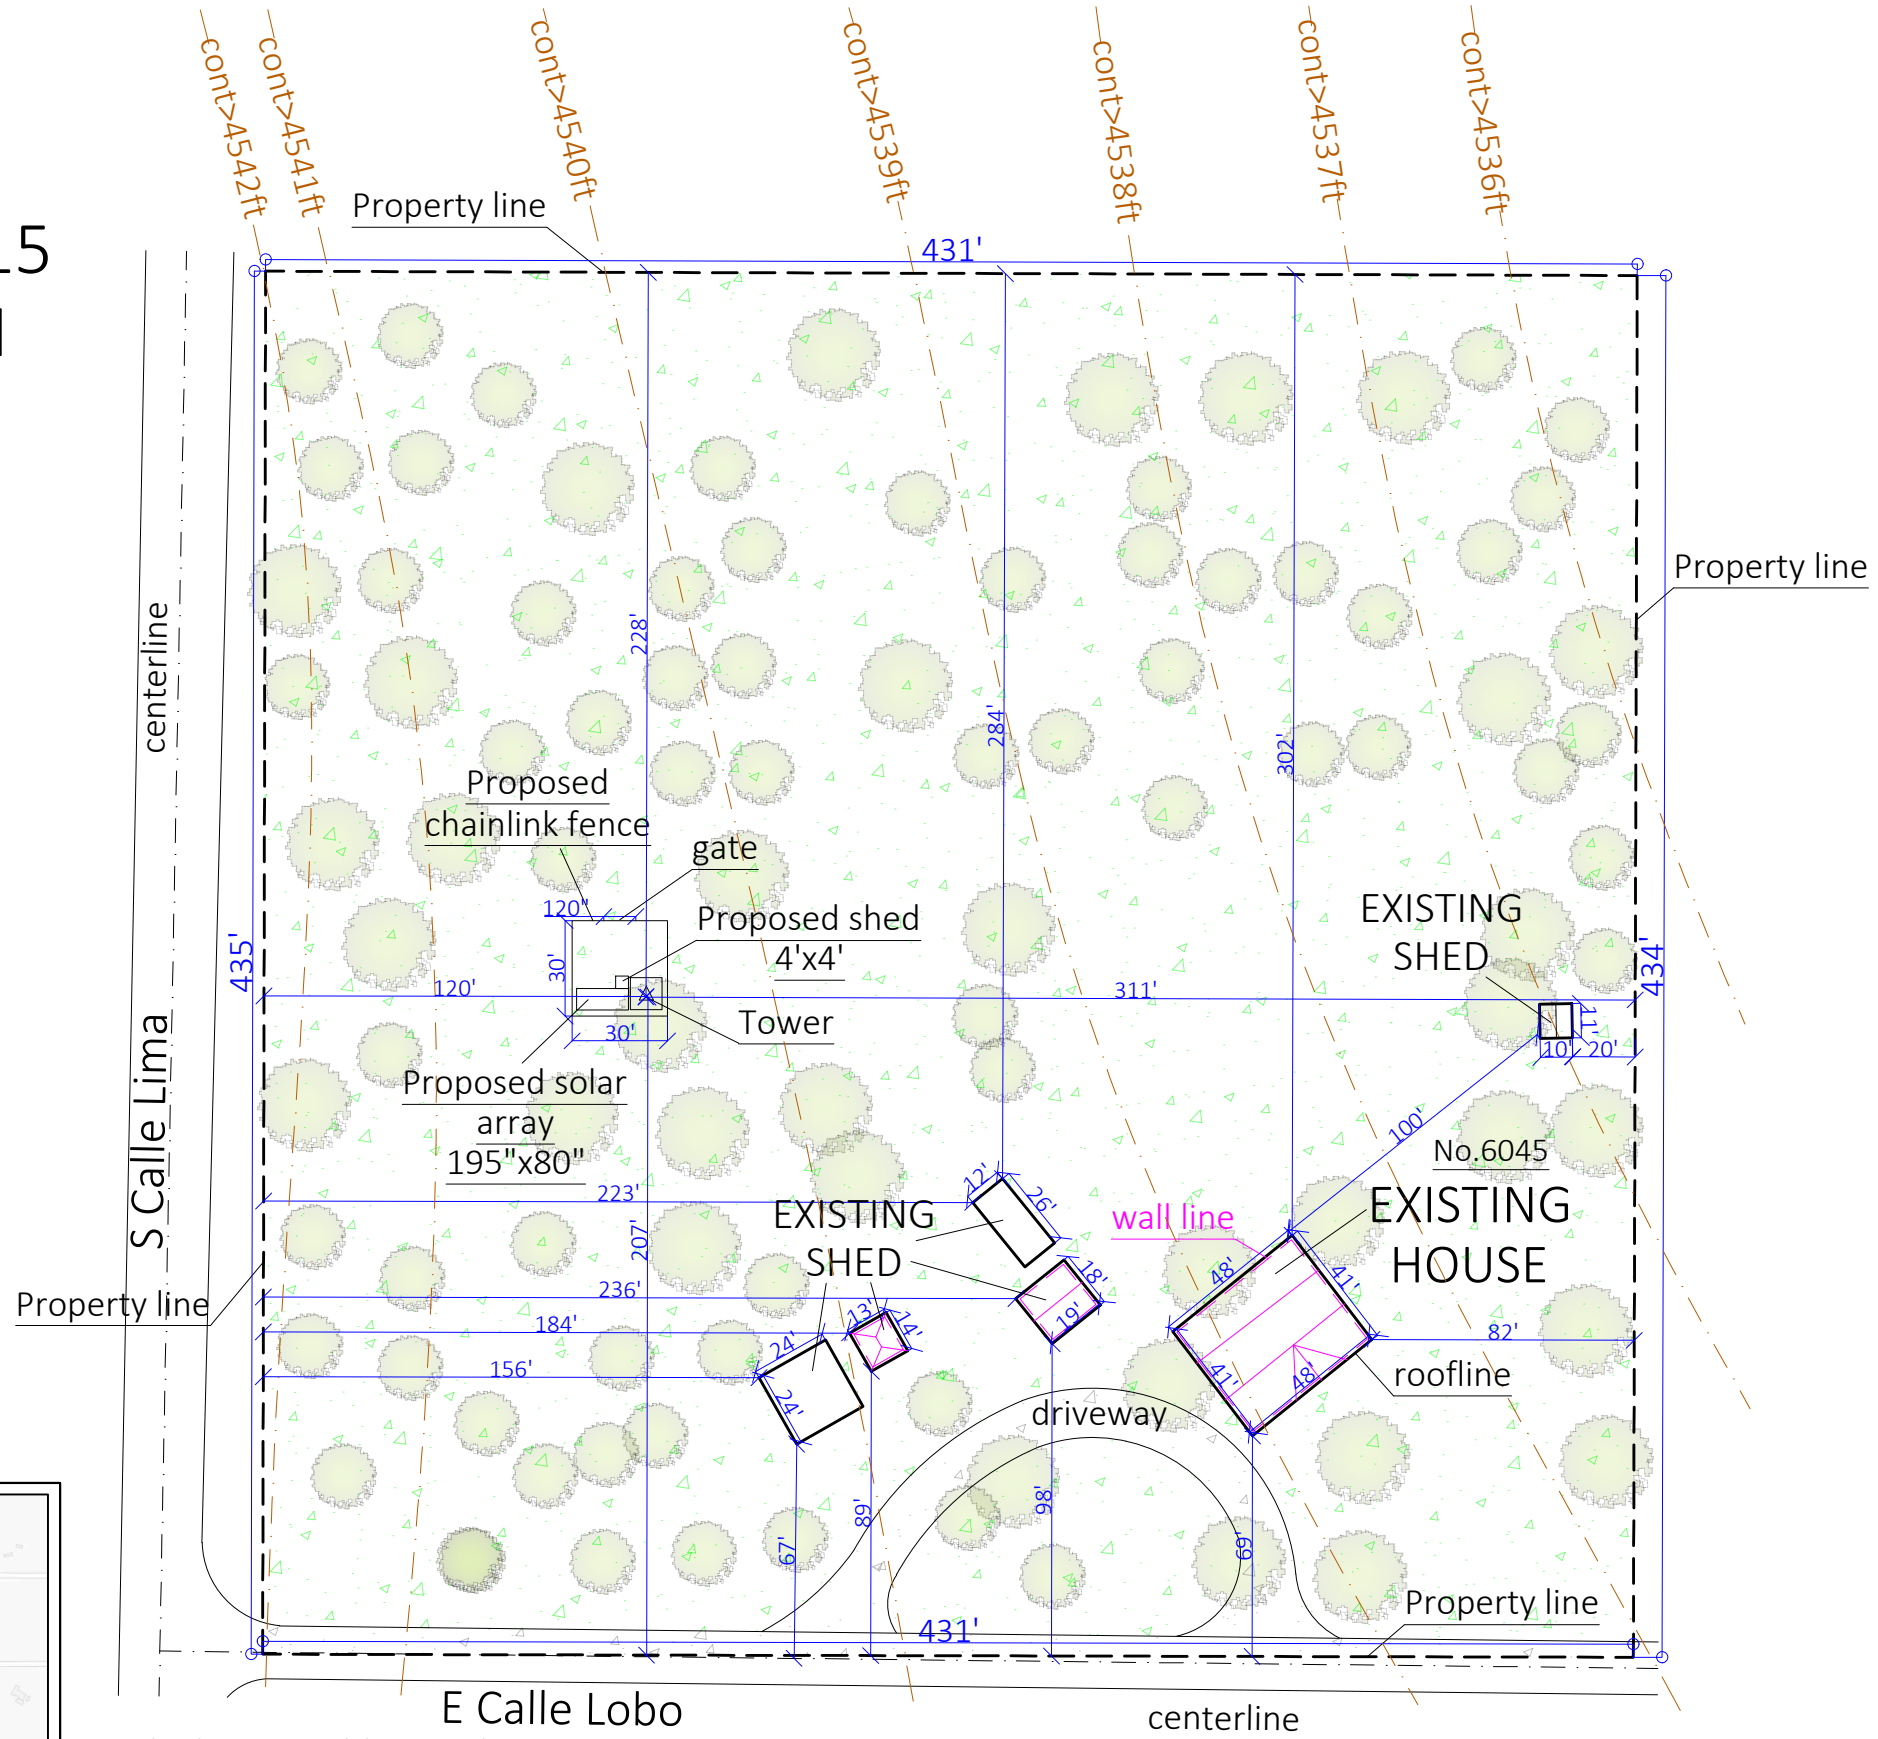 cont>4542ft
cont>4541ft
cont>4540ft
cont>4539ft
cont>4538ft
cont>4537ft
cont>4536ft
Property line
5
431'
Property line
centerline
228'
284'
302'
Proposed
chainlink fence
gate
120"
Proposed shed
4'x4'
EXISTING
SHED
435'
30'
434'
120'
311'
11'
Tower
30'
10'
20'
Proposed solar
array
195"x80"
S Calle Lima
100'
No.6045
12'
26'
223'
EXISTING
SHED
207'
wall line
EXISTING
HOUSE
48'
41'
18'
236'
19'
Property line
13'
14'
184'
24'
82'
156'
24'
41'
48'
roofline
driveway
89'
98'
67'
69'
Property line
431'
E Calle Lobo
centerline